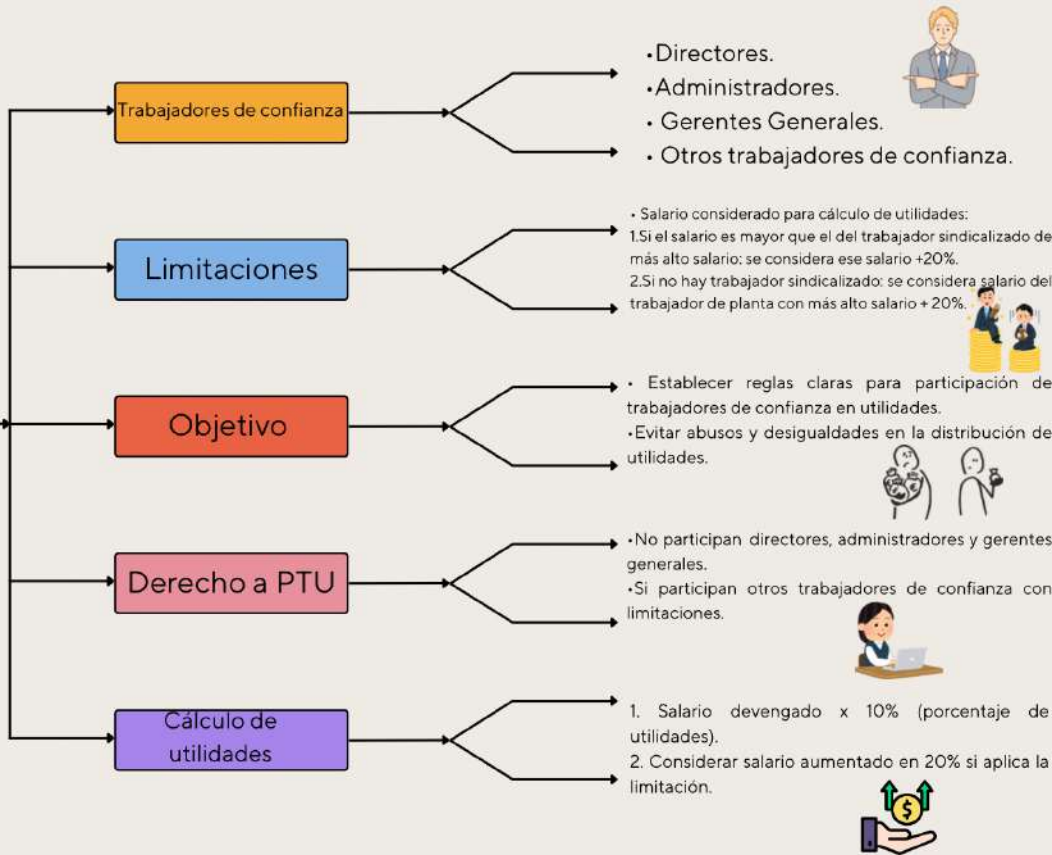 Trabajadores de confianza
•Directores.
•Administradores.
• Gerentes Generales.
• Otros trabajadores de confianza.
Limitaciones
• Salario considerado para cálculo de utilidades:
1.Si el salario es mayor que el del trabajador sindicalizado de
más alto salario: se considera ese salario +20%.
2.Si no hay trabajador sindicalizado: se considera salario del
trabajador de planta con más alto salario + 20%.
Objetivo
• Establecer reglas claras para participación de
trabajadores de confianza en utilidades.
•Evitar abusos y desigualdades en la distribución de
utilidades.
Derecho a PTU
•No participan directores, administradores y gerentes
generales.
•Si participan otros trabajadores de confianza con
limitaciones.
Cálculo de
utilidades
1. Salario devengado x 10% (porcentaje de
utilidades).
2. Considerar salario aumentado en 20% si aplica la
limitación.
$